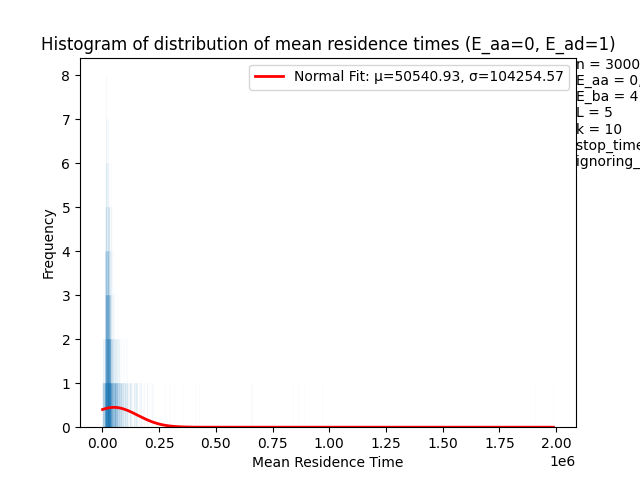 Histogram of distribution of mean residence times (E_aa=0, E_ad=1)
Normal Fit: μ=50540.93, σ=104254.57
n = 3000
E_aa = 0,
E_ba = 4
L = 5
k = 10
stop_time
ignoring_
Frequency
8
7
6
5
4
3
2
1
0
0.00 0.25 0.50 0.75 1.00 1.25 1.50 1.75 2.00
1e6
Mean Residence Time